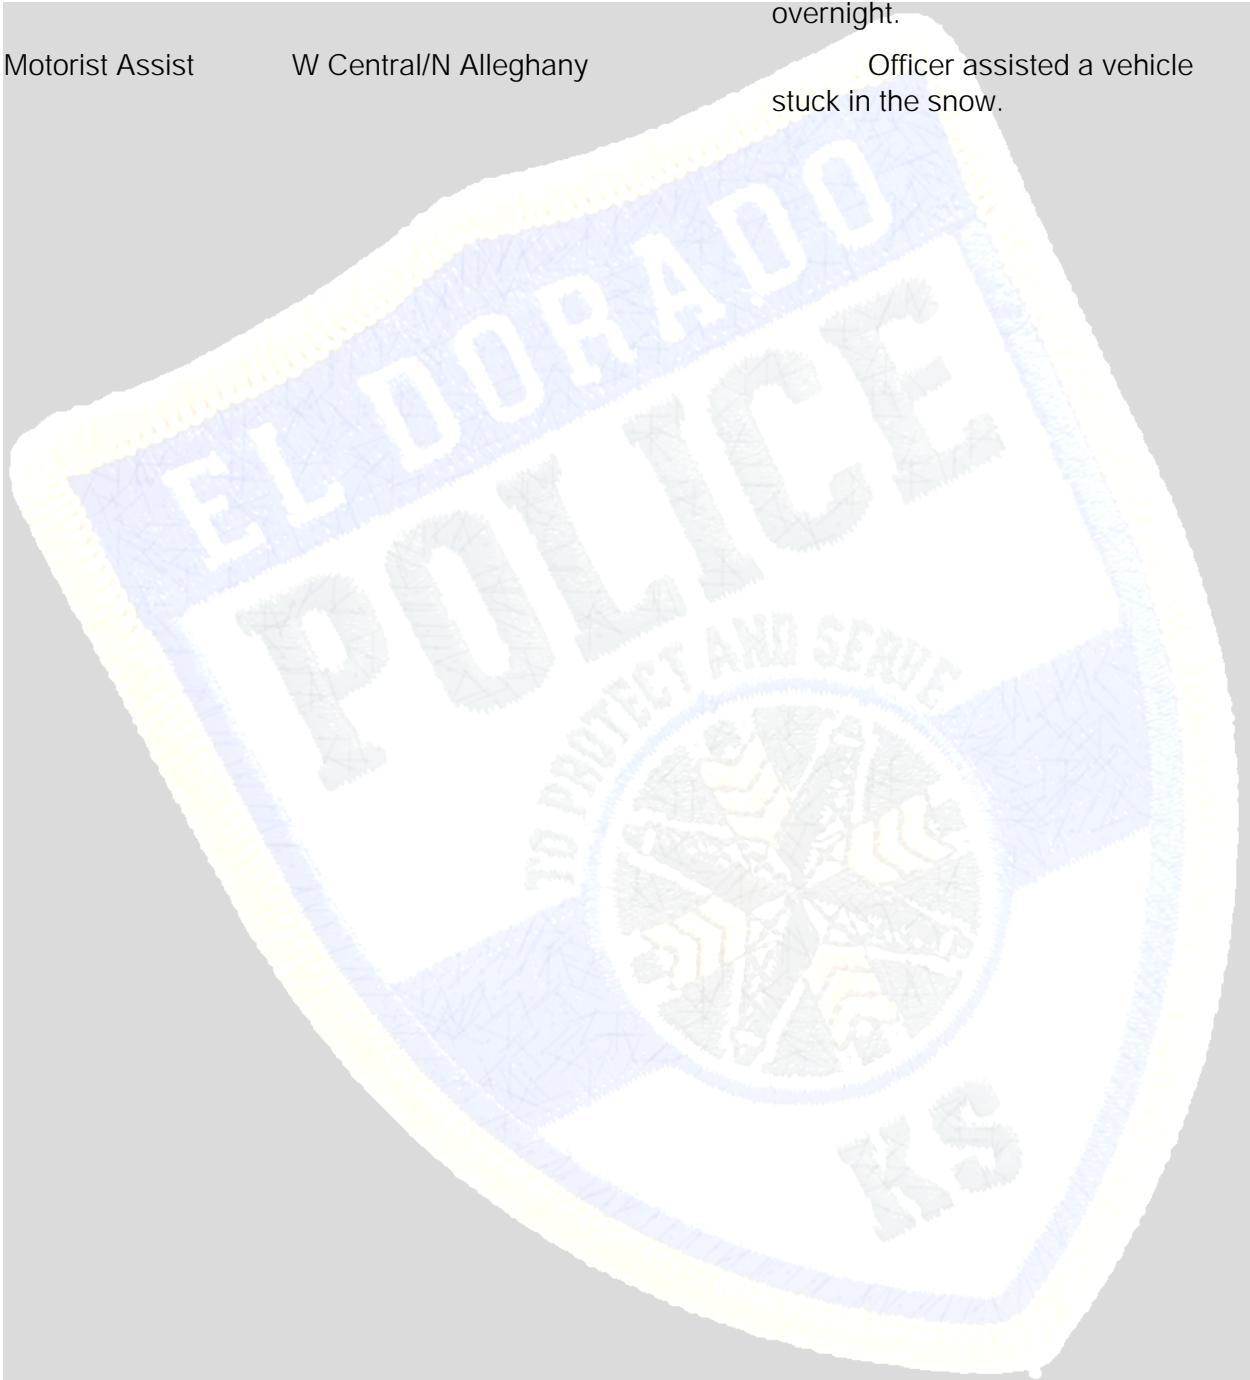 overnight.
Motorist Assist W Central/N Alleghany Officer assisted a vehicle
stuck in the snow.
EL DORADO
POLICE
TO PROTECT AND SERVE
KS